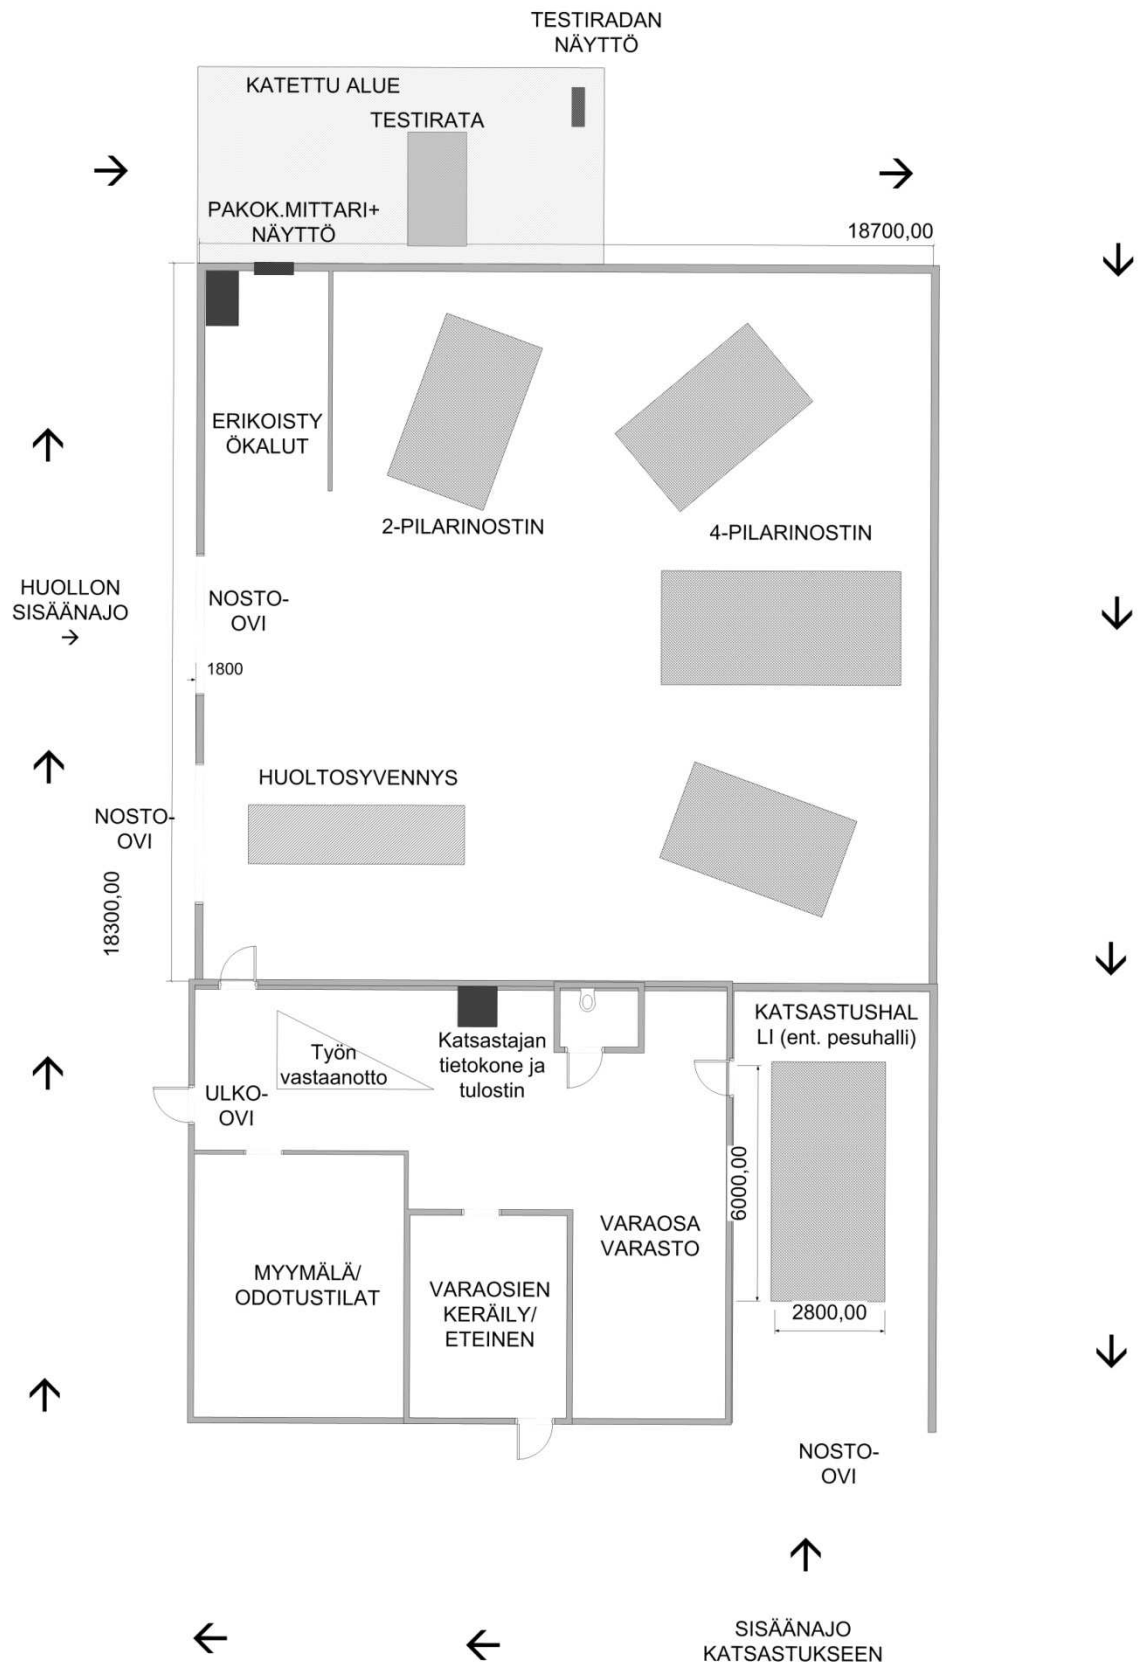 TESTIRADAN
NÄYTTÖ
KATETTU ALUE
TESTIRATA
PAKOK.MITTARI+
NÄYTTÖ
18700,00
ERIKOISTY
ÖKALUT
2-PILARINOSTIN
4-PILARINOSTIN
HUOLLON
SISÄÄNAJO
→
NOSTO-
OVI
1800
HUOLTOSYVENNYS
NOSTO-
OVI
18300,00
KATSASTUSHAL
LI (ent. pesuhalli)
Työn
vastaanotto
Katsastajan
tietokone ja
tulostin
ULKO-
OVI
6000,00
VARAOSA
VARASTO
MYYMÄLÄ/
ODOTUSTILAT
VARAOSIEN
KERÄILY/
ETEINEN
2800,00
NOSTO-
OVI
SISÄÄNAJO
KATSASTUKSEEN